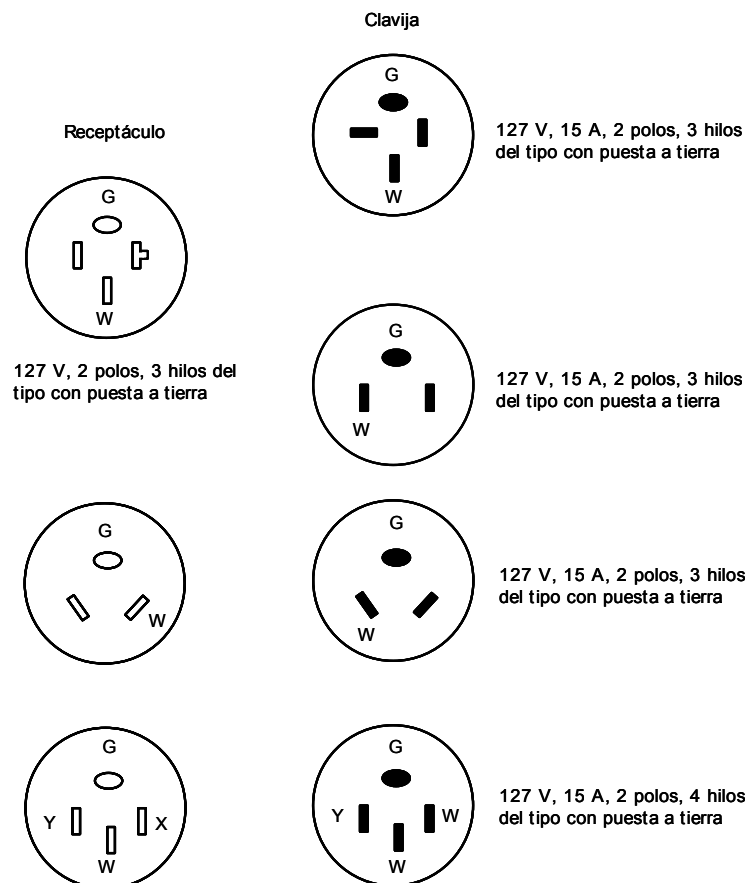 Clavija
Receptáculo
G
W
127 V, 15 A, 2 polos, 3 hilos
del tipo con puesta a tierra
G
W
127 V, 2 polos, 3 hilos del
tipo con puesta a tierra
G
W
127 V, 15 A, 2 polos, 3 hilos
del tipo con puesta a tierra
G
W
G
W
127 V, 15 A, 2 polos, 3 hilos
del tipo con puesta a tierra
G
Y
X
W
G
Y
W
W
127 V, 15 A, 2 polos, 4 hilos
del tipo con puesta a tierra